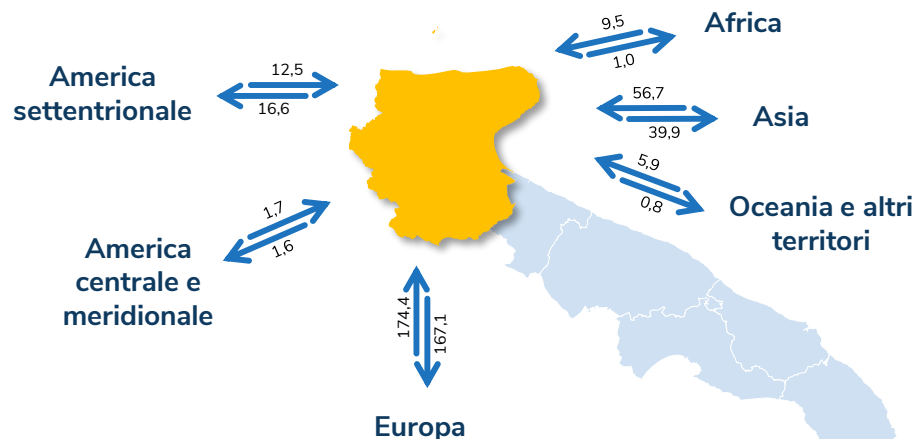 9,5
1,0
Africa
America
settentrionale
12,5
16,6
56,7
39,9
Asia
5,9
0,8
Oceania e altri
territori
1,7
1,6
America
centrale e
meridionale
174,4
167,1
Europa